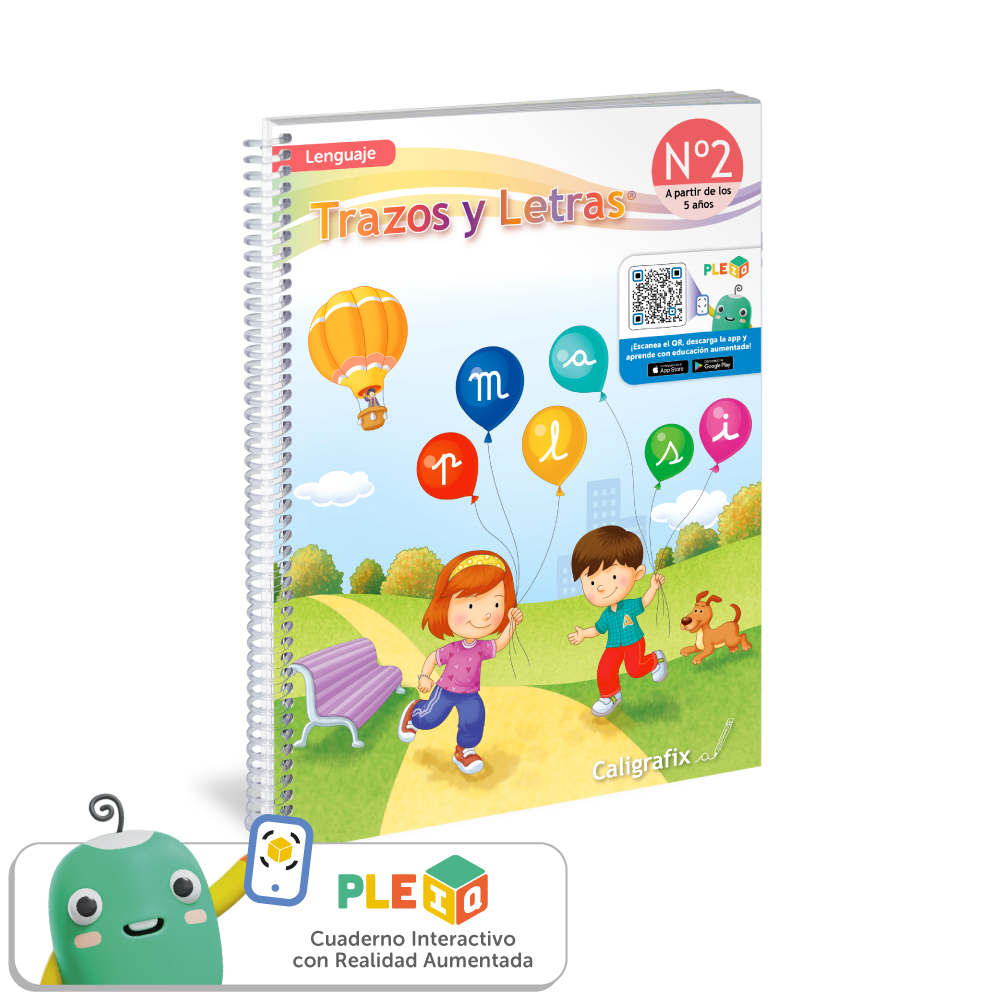 Lenguaje
Trazos y Letras®
Nº2
A partir de los
5 años
PLEIQ
¡Escanea el QR, descarga la app y
aprende con educación aumentada!
App Store
Google Play
m
a
p
l
s
i
A
Caligrafix
PLEIQ
Cuaderno Interactivo
con Realidad Aumentada